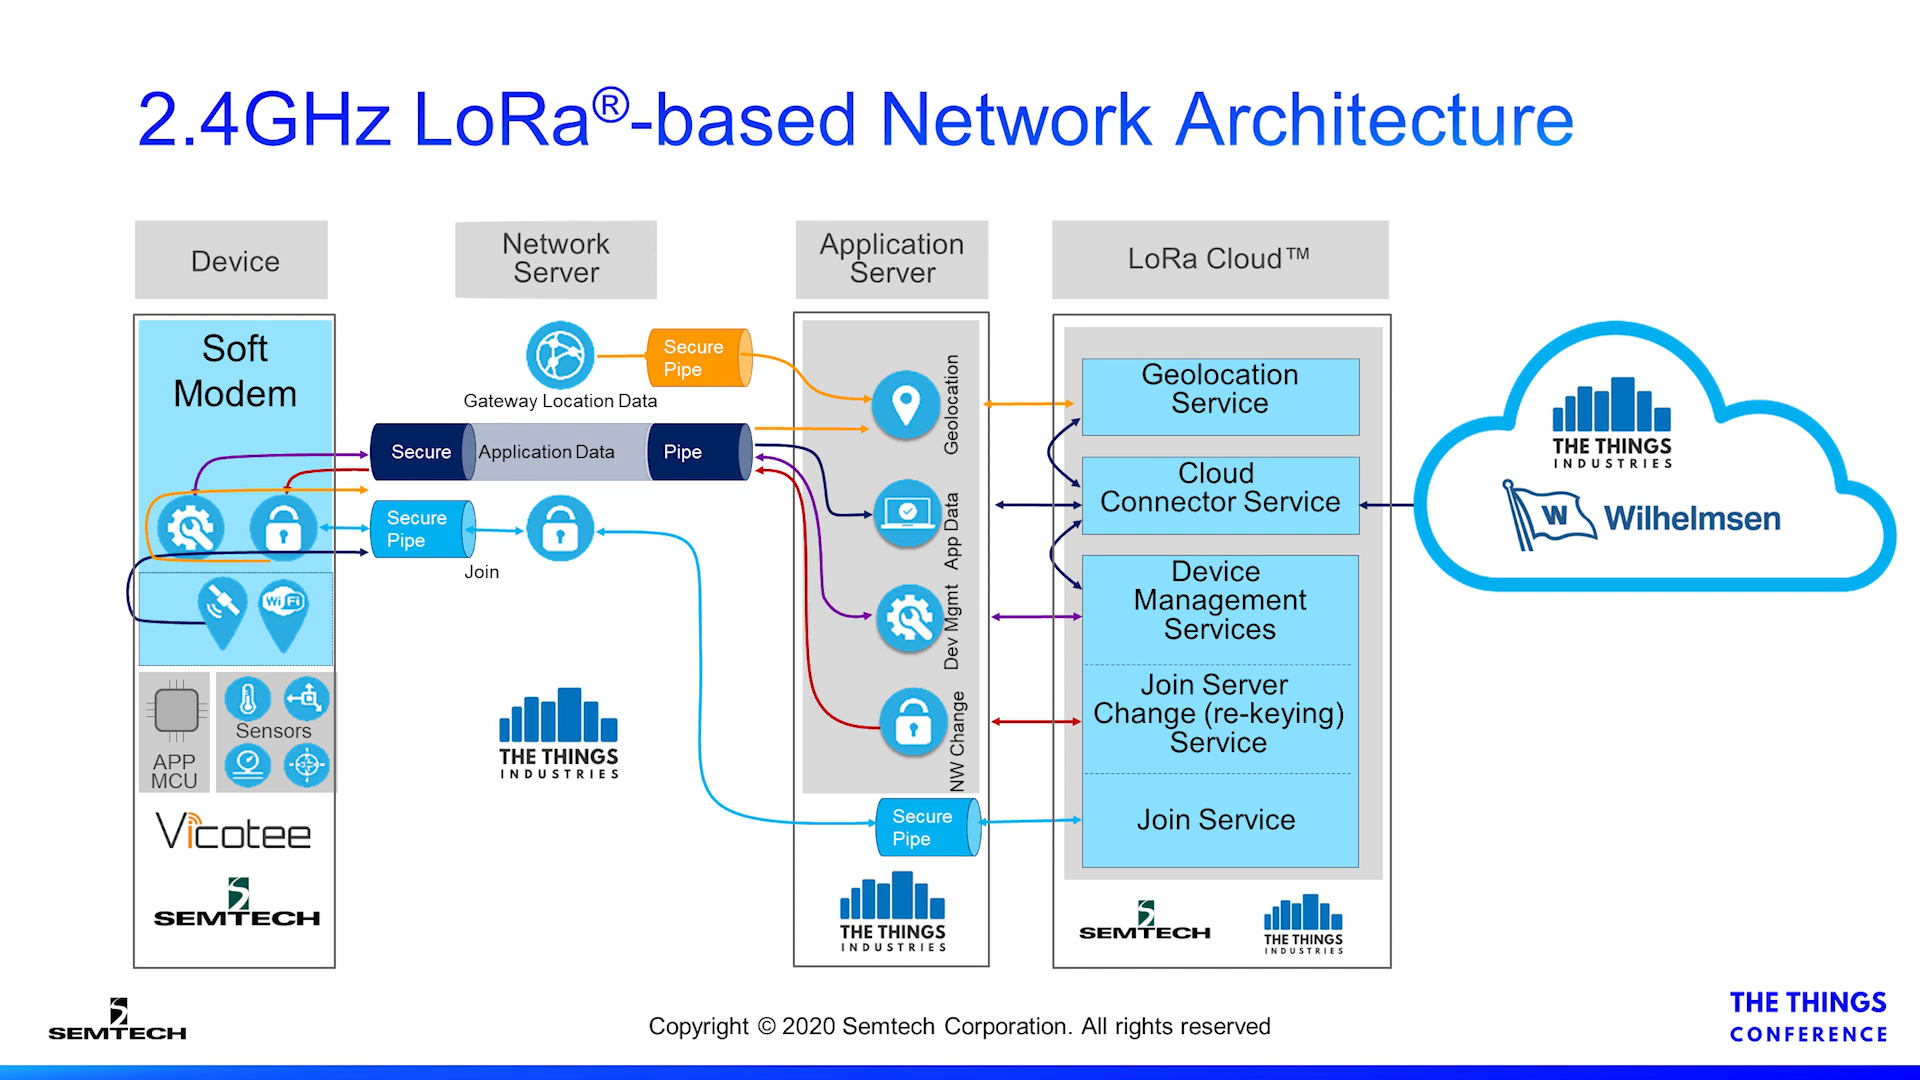 2.4GHz LoRa®-based Network Architecture
Device
Network
Server
Application
Server
LoRa Cloud™
Soft
Modem
APP
MCU
Sensors
Vicotee
SEMTECH
Gateway Location Data
Secure
Pipe
Secure
Application Data
Pipe
Secure
Pipe
Join
THE THINGS
INDUSTRIES
Geolocation
App Data
Dev Mgmt
NW Change
Secure
Pipe
THE THINGS
INDUSTRIES
Geolocation
Service
Cloud
Connector Service
Device
Management
Services
Join Server
Change (re-keying)
Service
Join Service
SEMTECH
THE THINGS
INDUSTRIES
THE THINGS
INDUSTRIES
W
Wilhelmsen
WiFi
SEMTECH
Copyright © 2020 Semtech Corporation. All rights reserved
THE THINGS
CONFERENCE